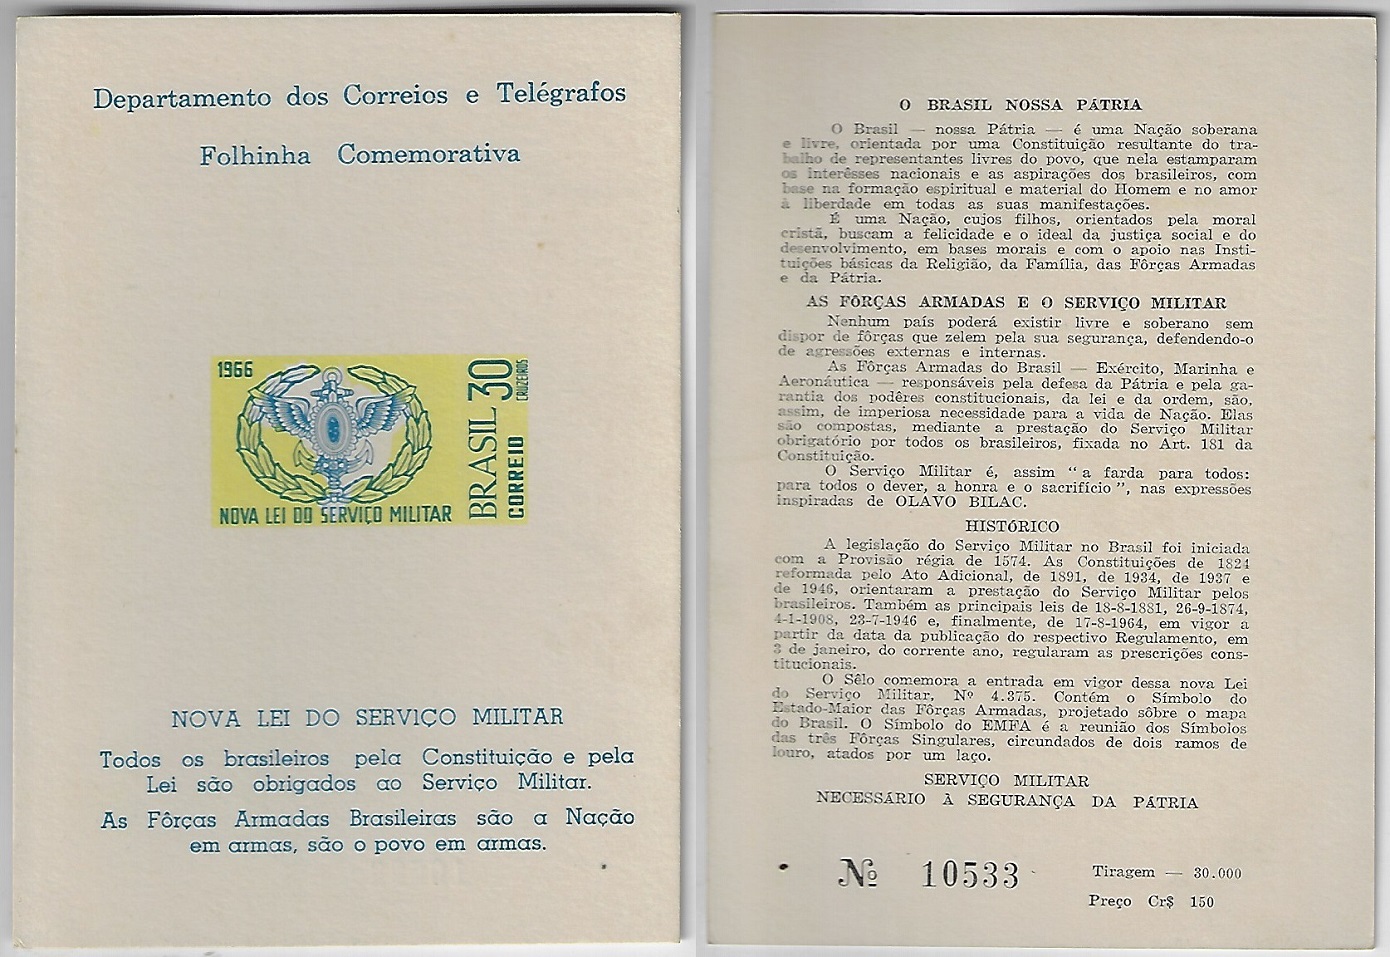 Departamento dos Correios e Telégrafos
Folhinha Comemorativa
1966
BRASIL 30
CRUZEIROS
CORREIO
NOVA LEI DO SERVIÇO MILITAR
NOVA LEI DO SERVIÇO MILITAR
Todos os brasileiros pela Constituição e pela
Lei são obrigados ao Serviço Militar.
As Fôrças Armadas Brasileiras são a Nação
em armas, são o povo em armas.
O BRASIL NOSSA PÁTRIA
O Brasil — nossa Pátria — é uma Nação soberana
e livre, orientada por uma Constituição resultante do tra-
balho de representantes livres do povo, que nela estamparam
os interêsses nacionais e as aspirações dos brasileiros, com
base na formação espiritual e material do Homem e no amor
à liberdade em todas as suas manifestações.
É uma Nação, cujos filhos, orientados pela moral
cristã, buscam a felicidade e o ideal da justiça social e do
desenvolvimento, em bases morais e com o apoio nas Insti-
tuições básicas da Religião, da Família, das Fôrças Armadas
e da Pátria.
AS FÔRÇAS ARMADAS E O SERVIÇO MILITAR
Nenhum país poderá existir livre e soberano sem
dispor de fôrças que zelem pela sua segurança, defendendo-o
de agressões externas e internas.
As Fôrças Armadas do Brasil — Exército, Marinha e
Aeronáutica — responsáveis pela defesa da Pátria e pela ga-
rantia dos podêres constitucionais, da lei e da ordem, são,
assim, de imperiosa necessidade para a vida de Nação. Elas
são compostas, mediante a prestação do Serviço Militar
obrigatório por todos os brasileiros, fixada no Art. 181 da
Constituição.
O Serviço Militar é, assim "a farda para todos:
para todos o dever, a honra e o sacrifício", nas expressões
inspiradas de OLAVO BILAC.
HISTÓRICO
A legislação do Serviço Militar no Brasil foi iniciada
com a Provisão régia de 1574. As Constituições de 1824
reformada pelo Ato Adicional, de 1891, de 1934, de 1937 e
de 1946, orientaram a prestação do Serviço Militar pelos
brasileiros. Também as principais leis de 18-8-1831, 26-9-1874,
4-1-1908, 23-7-1946 e, finalmente, de 17-8-1964, em vigor a
partir da data da publicação do respectivo Regulamento, em
3 de janeiro, do corrente ano, regularam as prescrições cons-
titucionais.
O Sêlo comemora a entrada em vigor dessa nova Lei
do Serviço Militar, Nº 4.375. Contém o Símbolo do
Estado-Maior das Fôrças Armadas, projetado sôbre o mapa
do Brasil. O Símbolo do EMFA é a reunião dos Símbolos
das três Fôrças Singulares, circundados de dois ramos de
louro, atados por um laço.
SERVIÇO MILITAR
NECESSÁRIO À SEGURANÇA DA PÁTRIA
Nº 10533
Tiragem — 30.000
Preço Cr$ 150